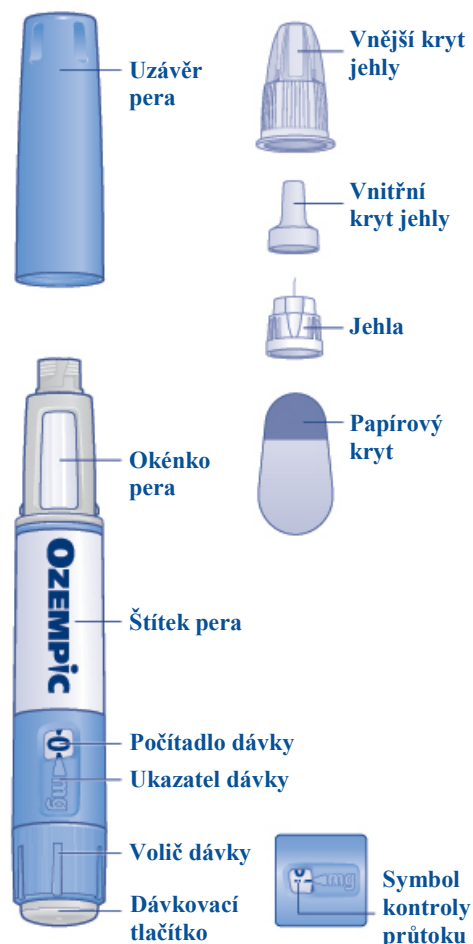 Uzávěr
pera
Vnější kryt
jehly
Vnitřní
kryt jehly
Jehla
Papírový
kryt
Okénko
pera
Štítek pera
OZEMPIC
Počítadlo dávky
0
Ukazatel dávky
mg
Volič dávky
Dávkovací
tlačítko
mg
Symbol
kontroly
průtoku